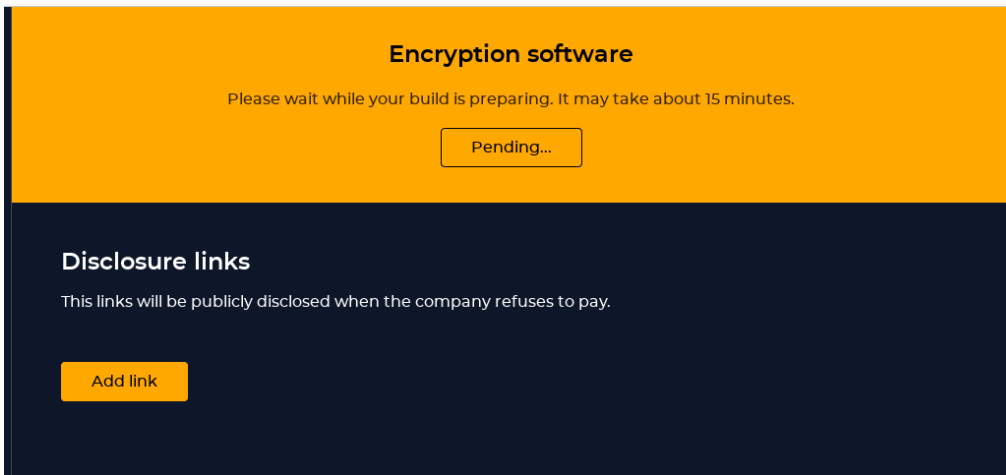 Encryption software
Please wait while your build is preparing. It may take about 15 minutes.
Pending...
Disclosure links
This links will be publicly disclosed when the company refuses to pay.
Add link